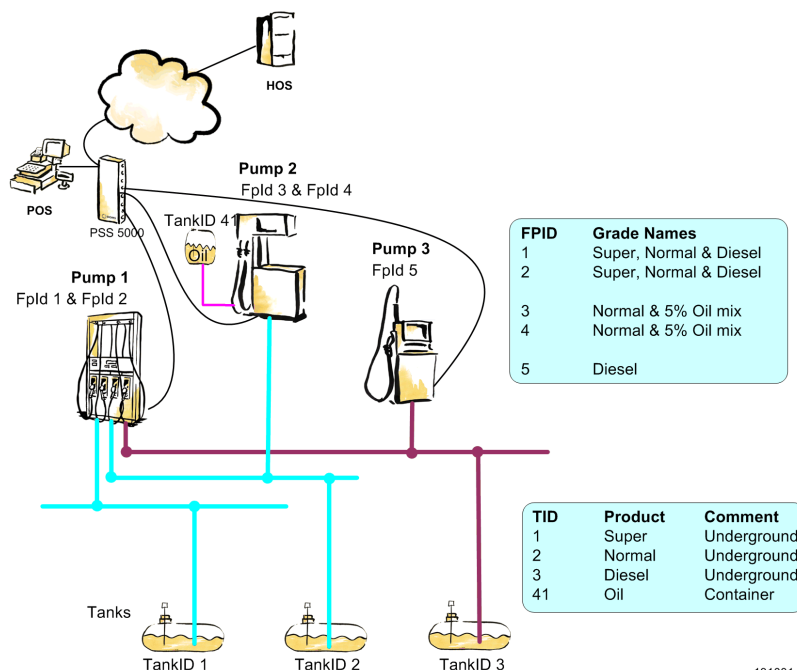 HOS
POS
PSS 5000
Pump 2
FpId 3 & FpId 4
TankID 41
Oil
Pump 3
FpId 5
Pump 1
FpId 1 & FpId 2
FPID Grade Names
1 Super, Normal & Diesel
2 Super, Normal & Diesel
3 Normal & 5% Oil mix
4 Normal & 5% Oil mix
5 Diesel
TID Product Comment
1 Super Underground
2 Normal Underground
3 Diesel Underground
41 Oil Container
Tanks
TankID 1
TankID 2
TankID 3